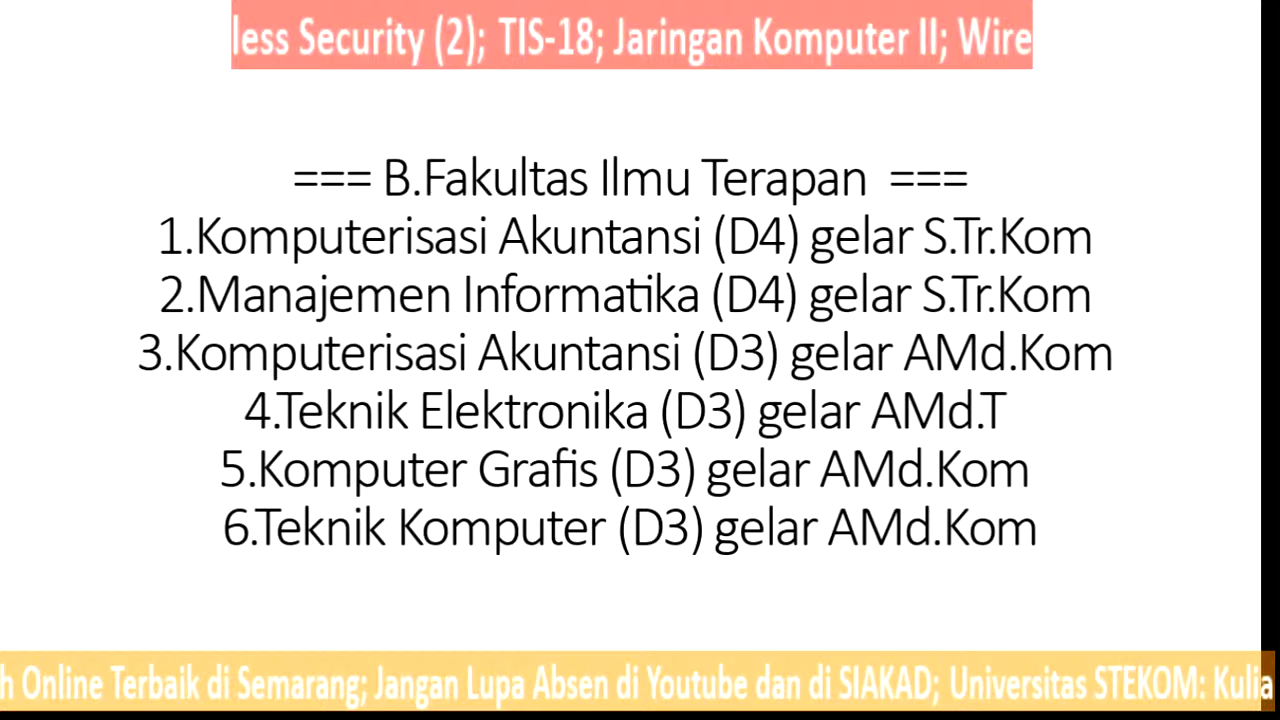 less Security (2); TIS-18; Jaringan Komputer II; Wire
=== B.Fakultas Ilmu Terapan ===
1.Komputerisasi Akuntansi (D4) gelar S.Tr.Kom
2.Manajemen Informatika (D4) gelar S.Tr.Kom
3.Komputerisasi Akuntansi (D3) gelar AMd.Kom
4.Teknik Elektronika (D3) gelar AMd.T
5.Komputer Grafis (D3) gelar AMd.Kom
6.Teknik Komputer (D3) gelar AMd.Kom
h Online Terbaik di Semarang; Jangan Lupa Absen di Youtube dan di SIAKAD; Universitas STEKOM: Kulia